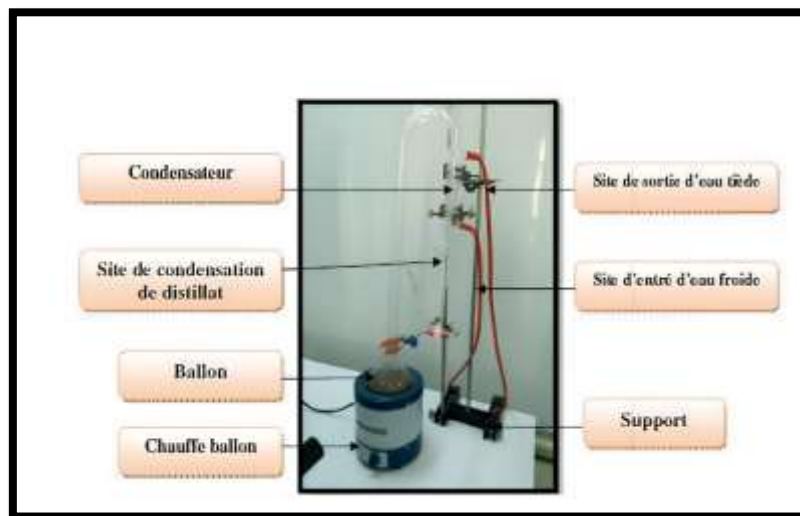 Condensateur
Site de sortie d'eau tiède
Site de condensation
de distillat
Site d'entré d'eau froide
Ballon
Support
Chauffe ballon